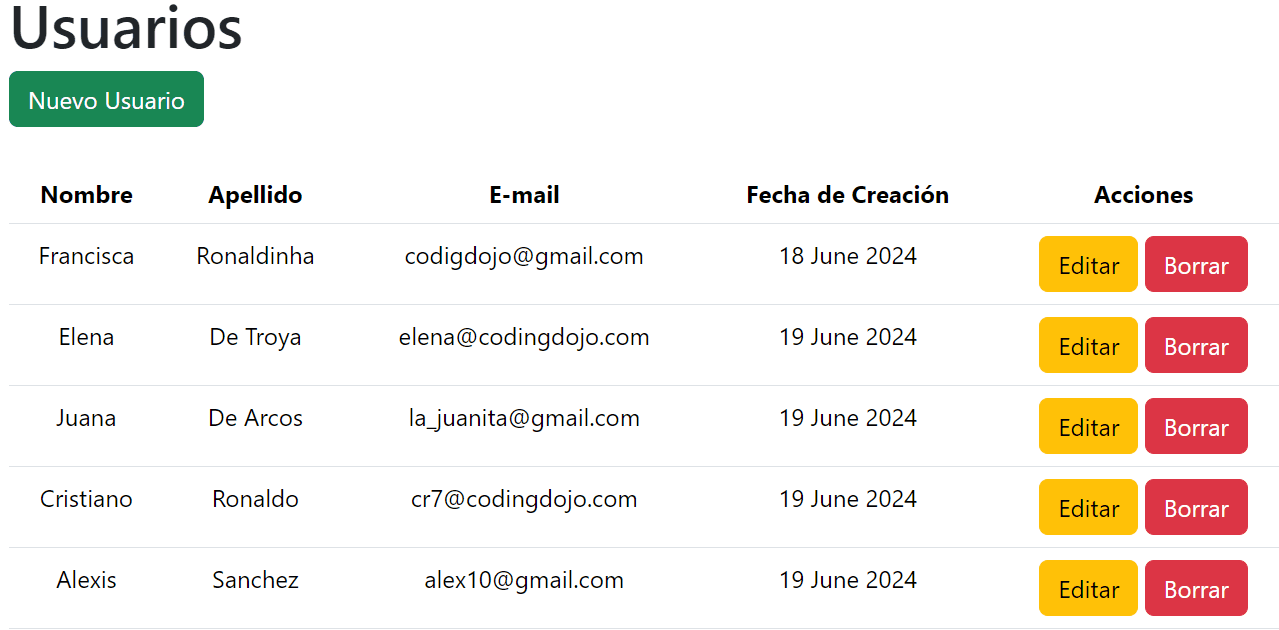 Usuarios
Nuevo Usuario
Nombre Apellido E-mail Fecha de Creación Acciones
Francisca Ronaldinha codigdojo@gmail.com 18 June 2024 Editar Borrar
Elena De Troya elena@codingdojo.com 19 June 2024 Editar Borrar
Juana De Arcos la_juanita@gmail.com 19 June 2024 Editar Borrar
Cristiano Ronaldo cr7@codingdojo.com 19 June 2024 Editar Borrar
Alexis Sanchez alex10@gmail.com 19 June 2024 Editar Borrar